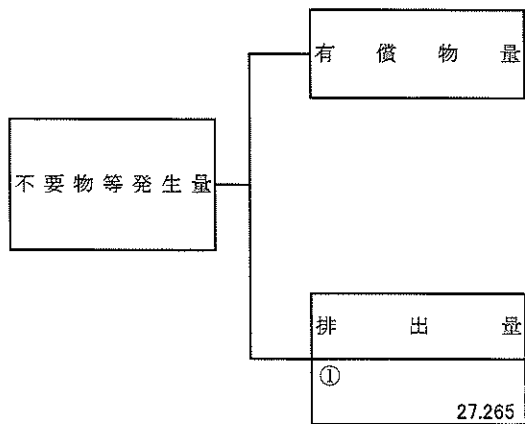 有償物量
不要物等発生量
排出量
①
27.265